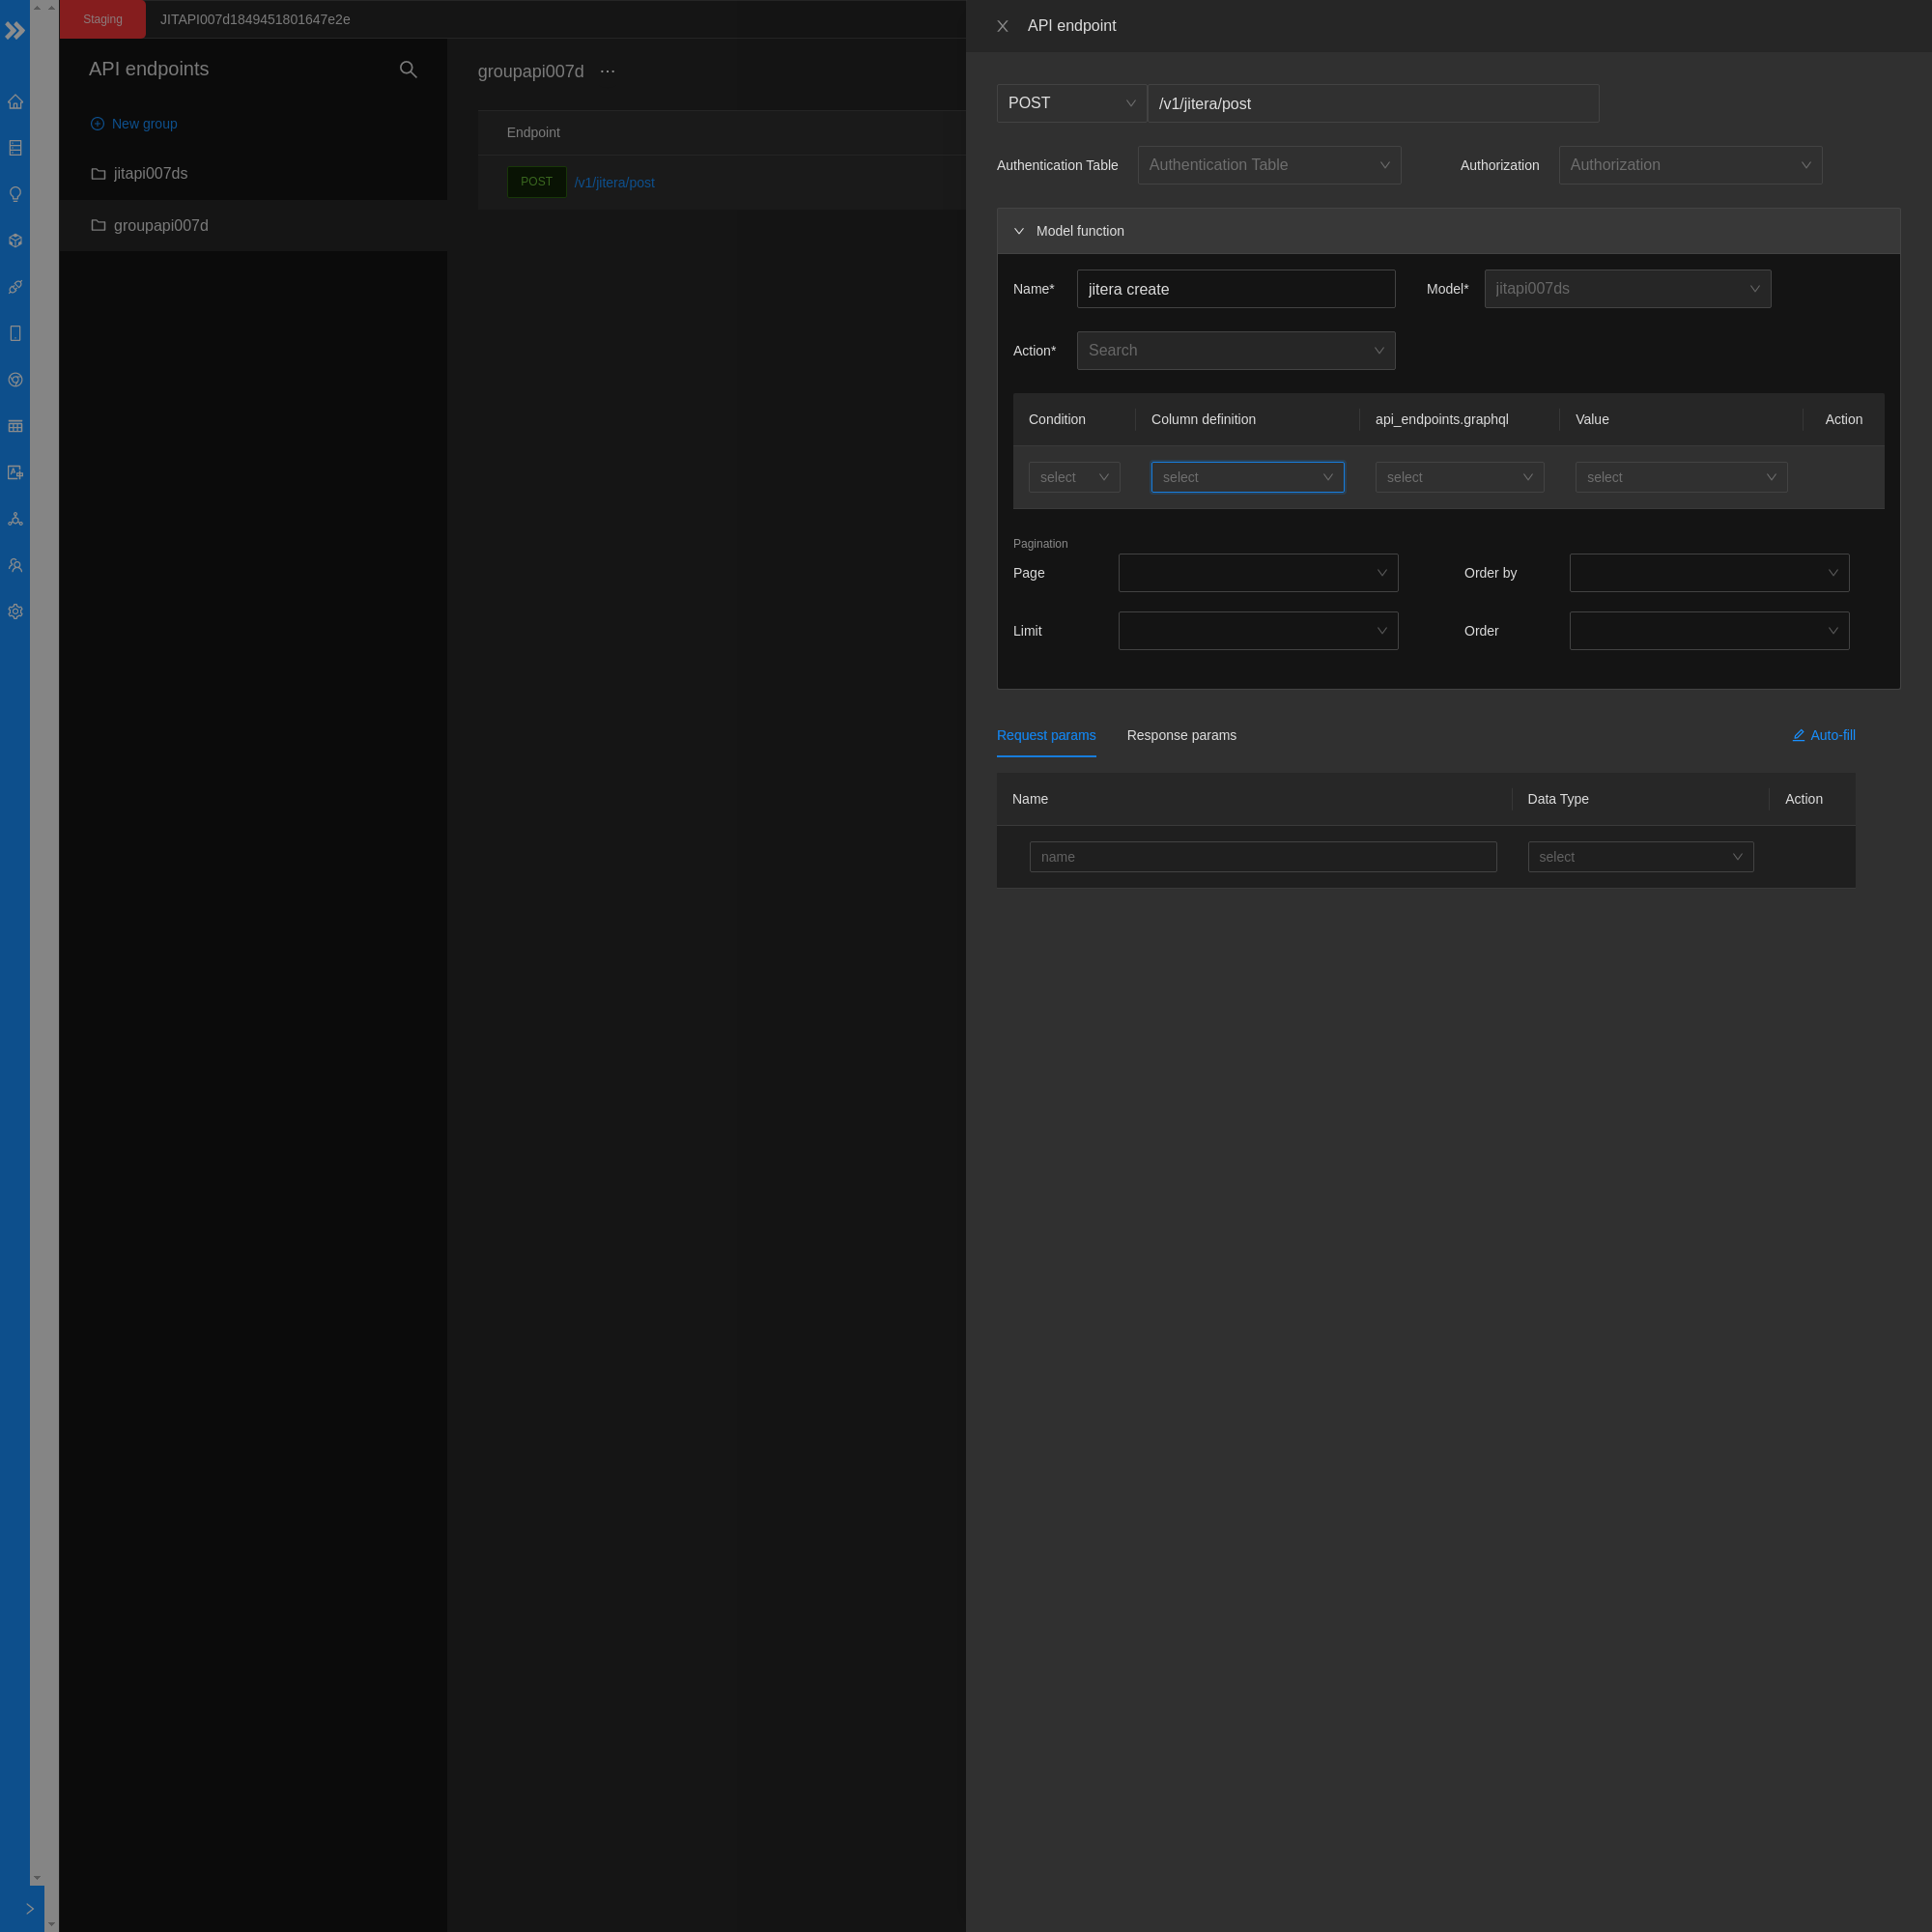 Staging
JITAPI007d1849451801647e2e
API endpoints
New group
jitapi007ds
groupapi007d
groupapi007d ···
Endpoint
POST /v1/jitera/post
API endpoint
POST /v1/jitera/post
Authentication Table Authentication Table Authorization Authorization
Model function
Name* jitera create Model* jitapi007ds
Action* Search
Condition Column definition api_endpoints.graphql Value Action
select select select select
Pagination
Page Order by
Limit Order
Request params Response params Auto-fill
Name Data Type Action
name select